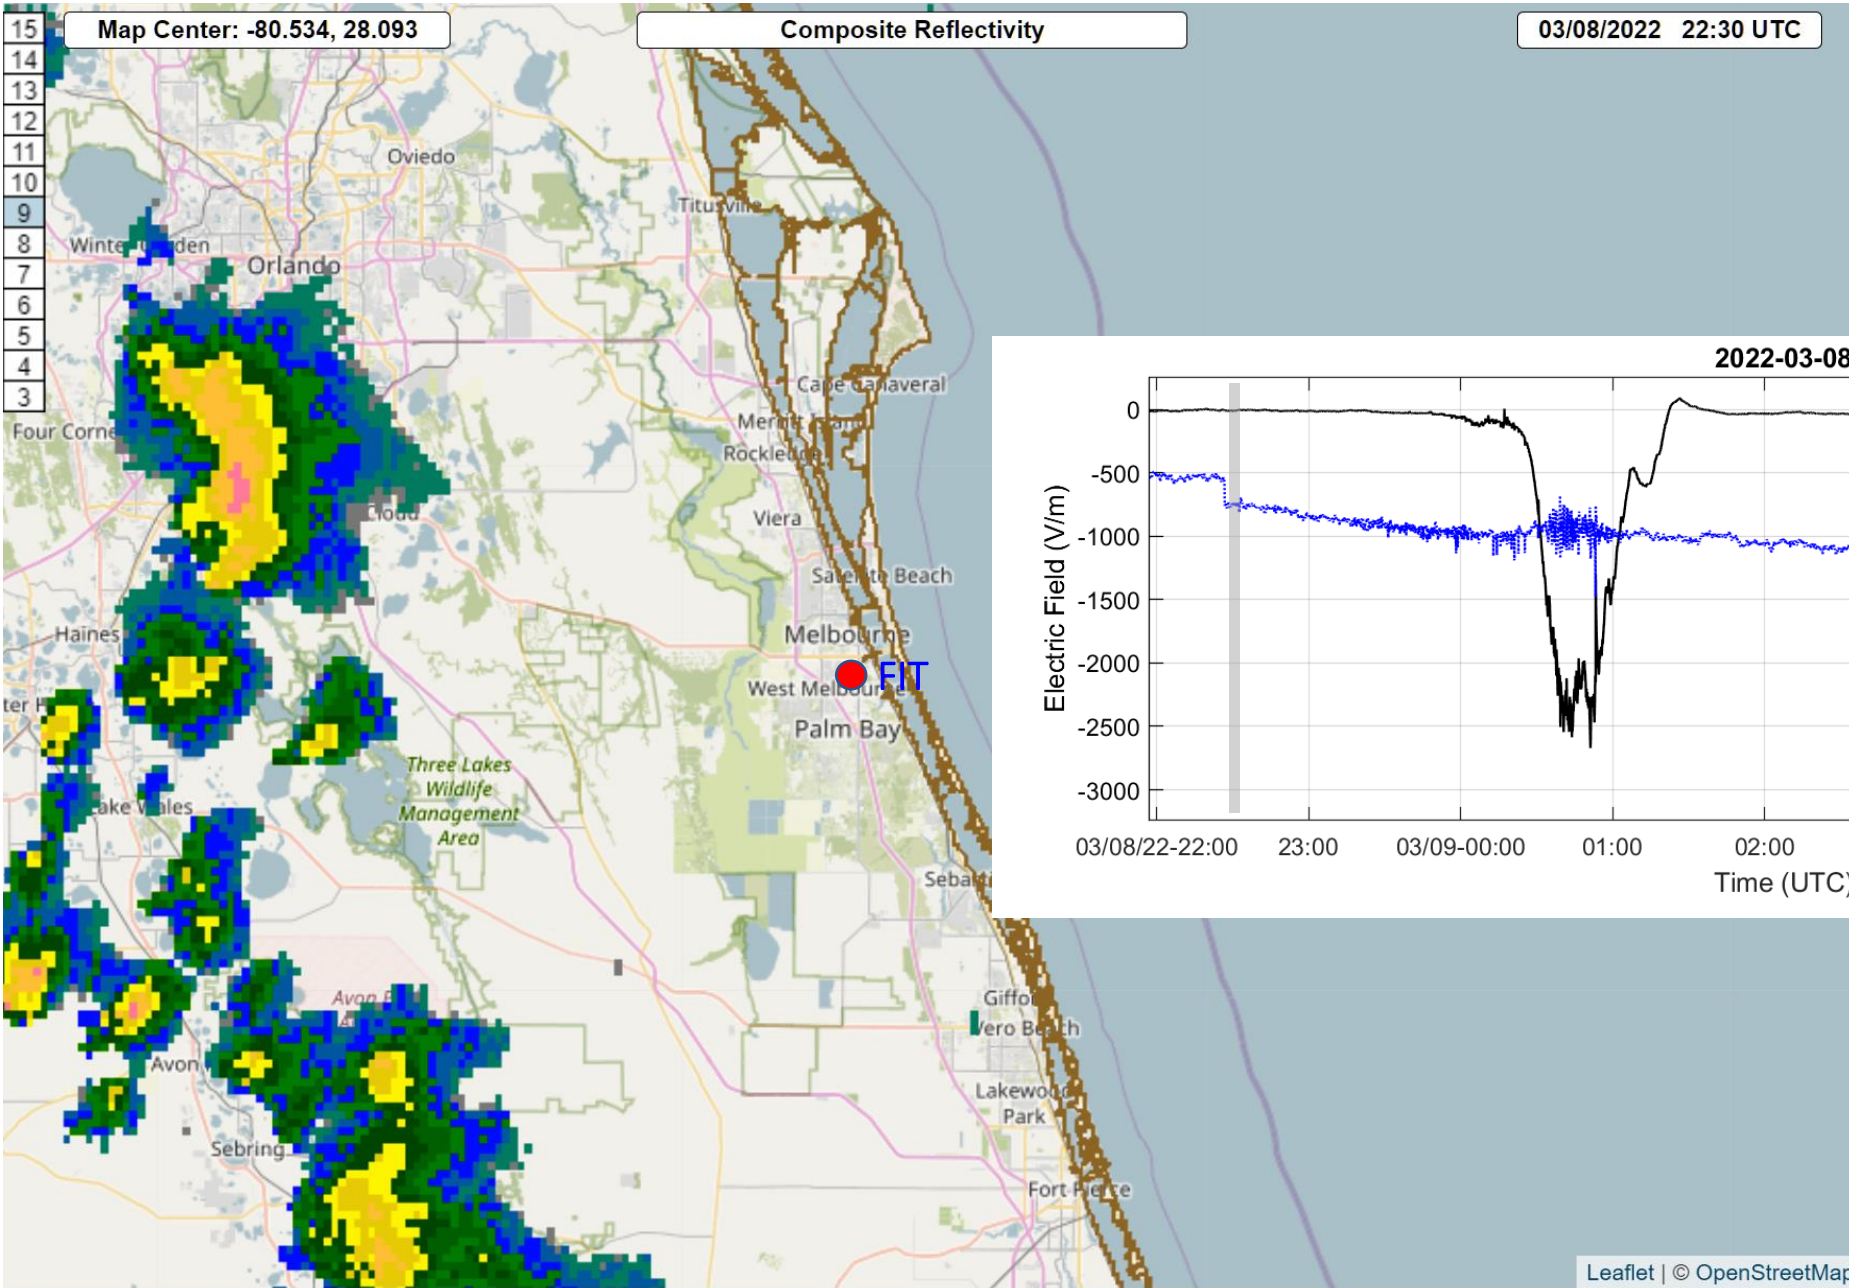 Map Center: -80.534, 28.093
Composite Reflectivity
03/08/2022 22:30 UTC
15
14
13
12
11
10
9
8
7
6
5
4
3
Oviedo
Titusville
Orlando
Cape Canaveral
Rockledge
Viera
Satellite Beach
Haines
Melbourne
FIT
West Melbourne
Palm Bay
Three Lakes
Wildlife
Management
Area
Avon
Sebring
Vero Beach
Lakewood
Park
Fort Pierce
2022-03-08
Electric Field (V/m)
0
-500
-1000
-1500
-2000
-2500
-3000
03/08/22-22:00
23:00
03/09-00:00
01:00
02:00
Time (UTC)
Leaflet | © OpenStreetMap